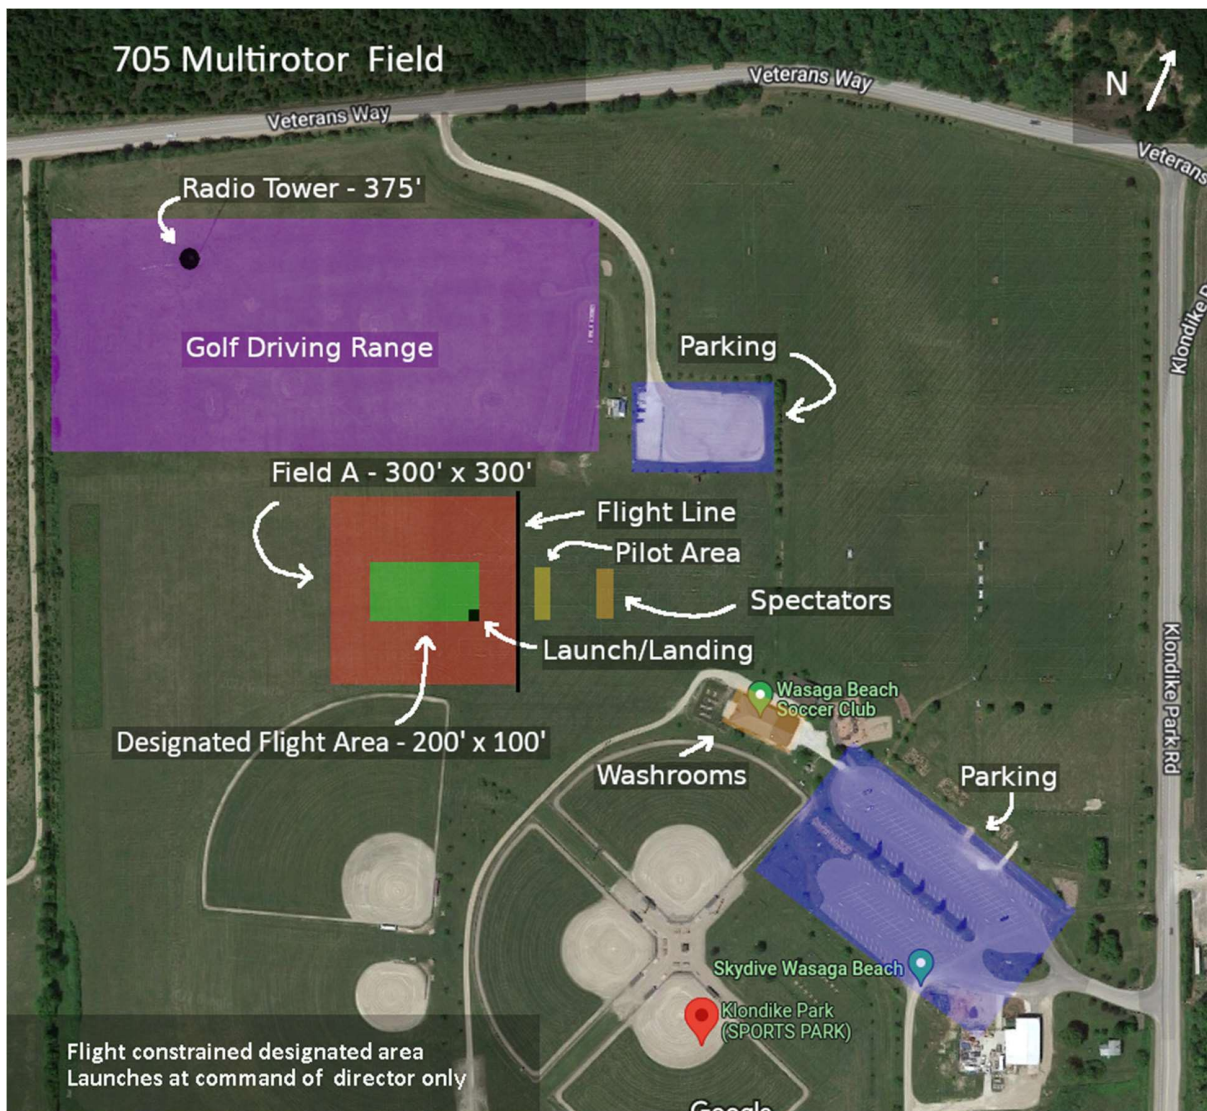 705 Multirotor Field
N
Veterans Way
Veterans Way
Veterans
Radio Tower - 375'
Golf Driving Range
Parking
Klondike
Field A - 300' x 300'
Flight Line
Pilot Area
Spectators
Launch/Landing
Designated Flight Area - 200' x 100'
Wasaga Beach
Soccer Club
Washrooms
Parking
Klondike Park Rd
Skydive Wasaga Beach
Klondike Park
(SPORTS PARK)
Flight constrained designated area
Launches at command of director only
Google